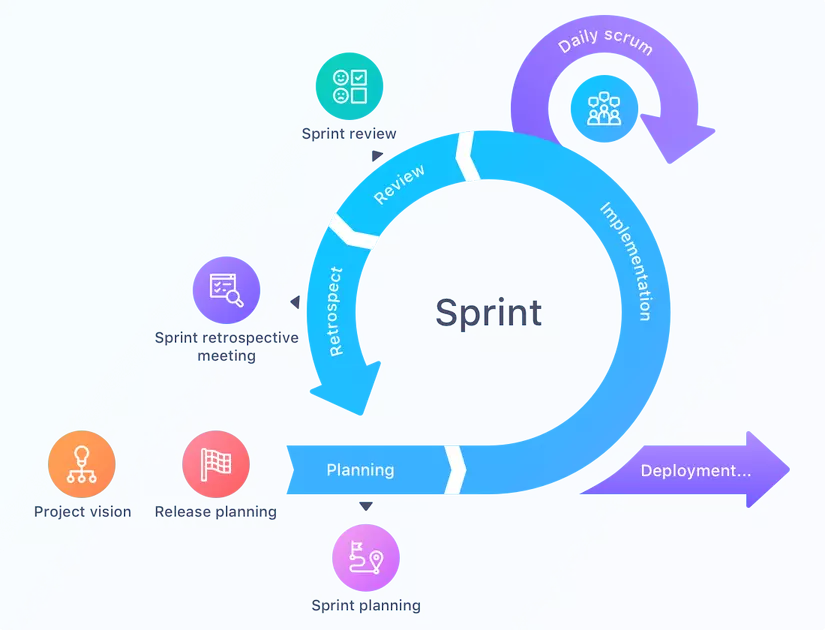 Daily scrum
Sprint review
Review
Implementation
Retrospect
Sprint
Sprint retrospective
meeting
Planning
Deployment...
Project vision
Release planning
Sprint planning